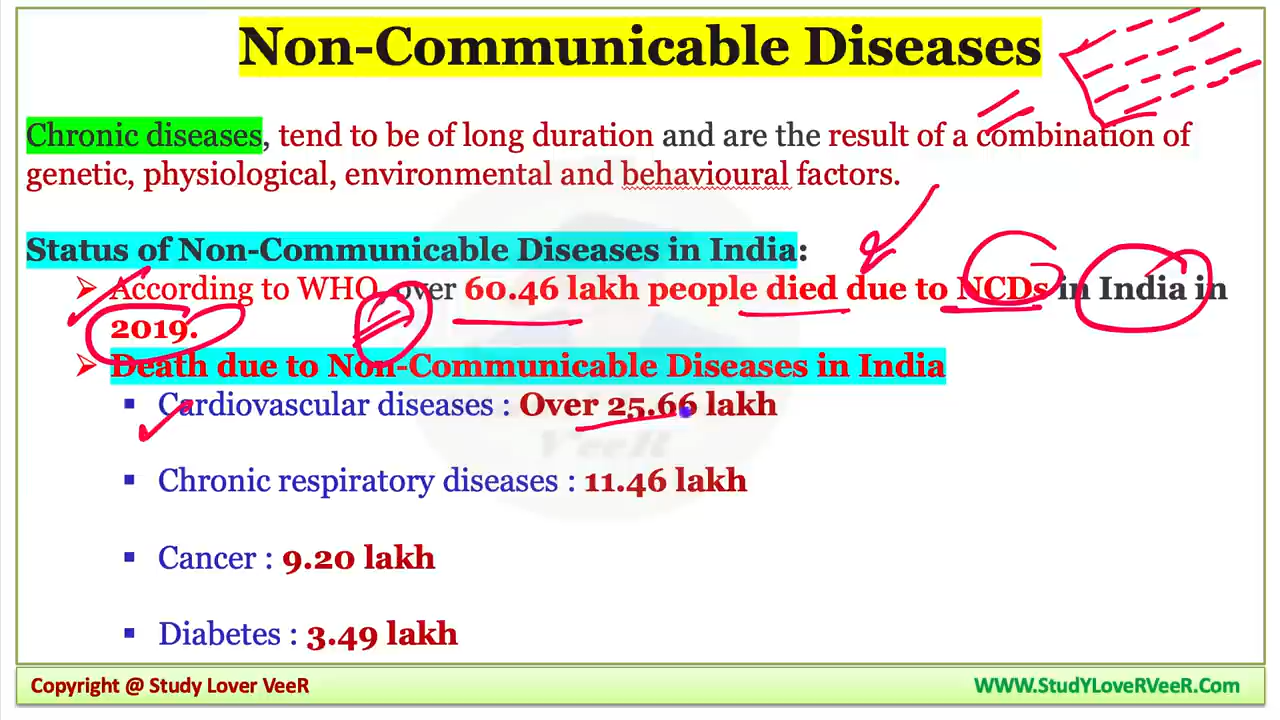 Non-Communicable Diseases
Chronic diseases, tend to be of long duration and are the result of a combination of
genetic, physiological, environmental and behavioural factors.
Status of Non-Communicable Diseases in India:
➢ According to WHO, over 60.46 lakh people died due to NCDs in India in
2019.
➢ Death due to Non-Communicable Diseases in India
▪ Cardiovascular diseases : Over 25.66 lakh
VeeR
▪ Chronic respiratory diseases : 11.46 lakh
▪ Cancer : 9.20 lakh
▪ Diabetes : 3.49 lakh
Copyright @ Study Lover VeeR
WWW.StuDYLoveRVeeR.Com